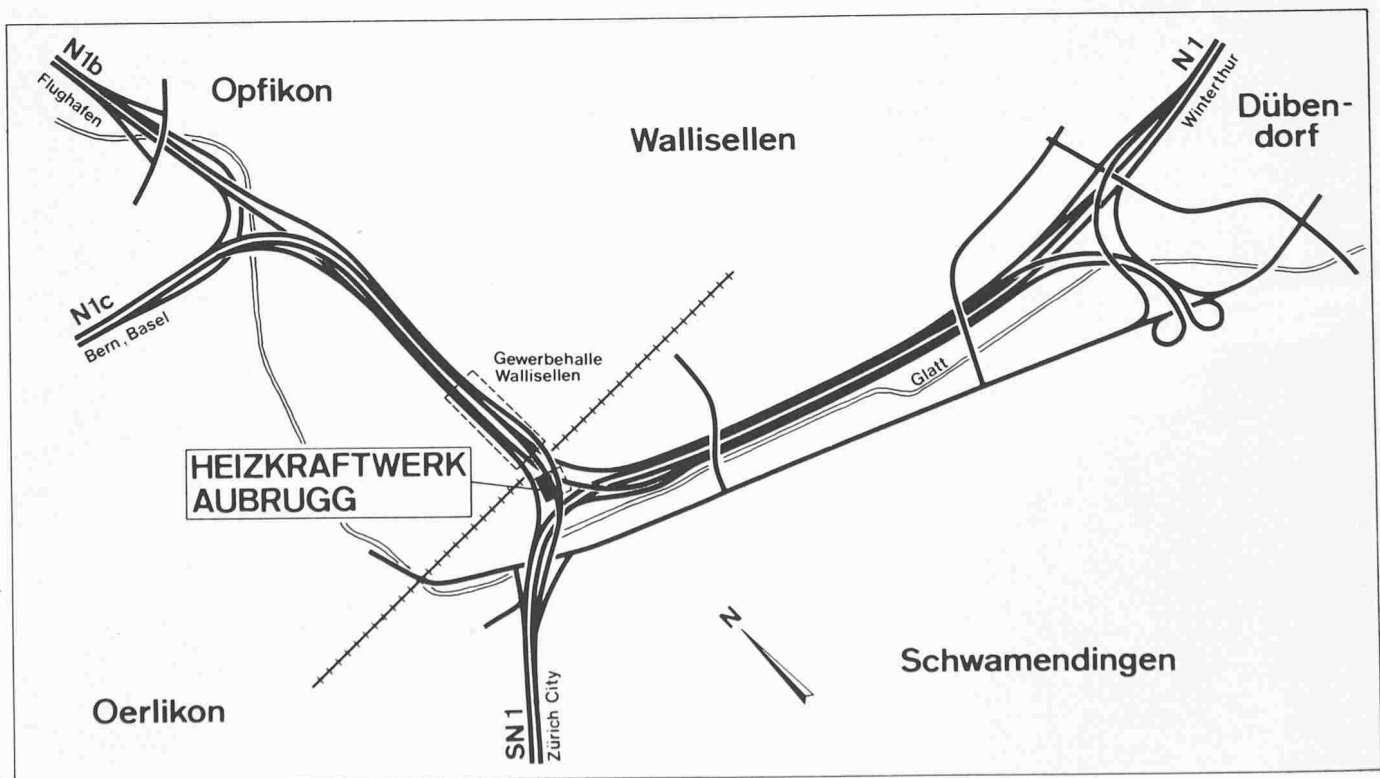 N1b
Flughafen
Opfikon
Wallisellen
N1
Winterthur
Düben-
dorf
N1c
Bern, Basel
Gewerbehalle
Wallisellen
Glatt
HEIZKRAFTWERK
AUBRUGG
N
Schwamendingen
Oerlikon
SN1
Zürich City